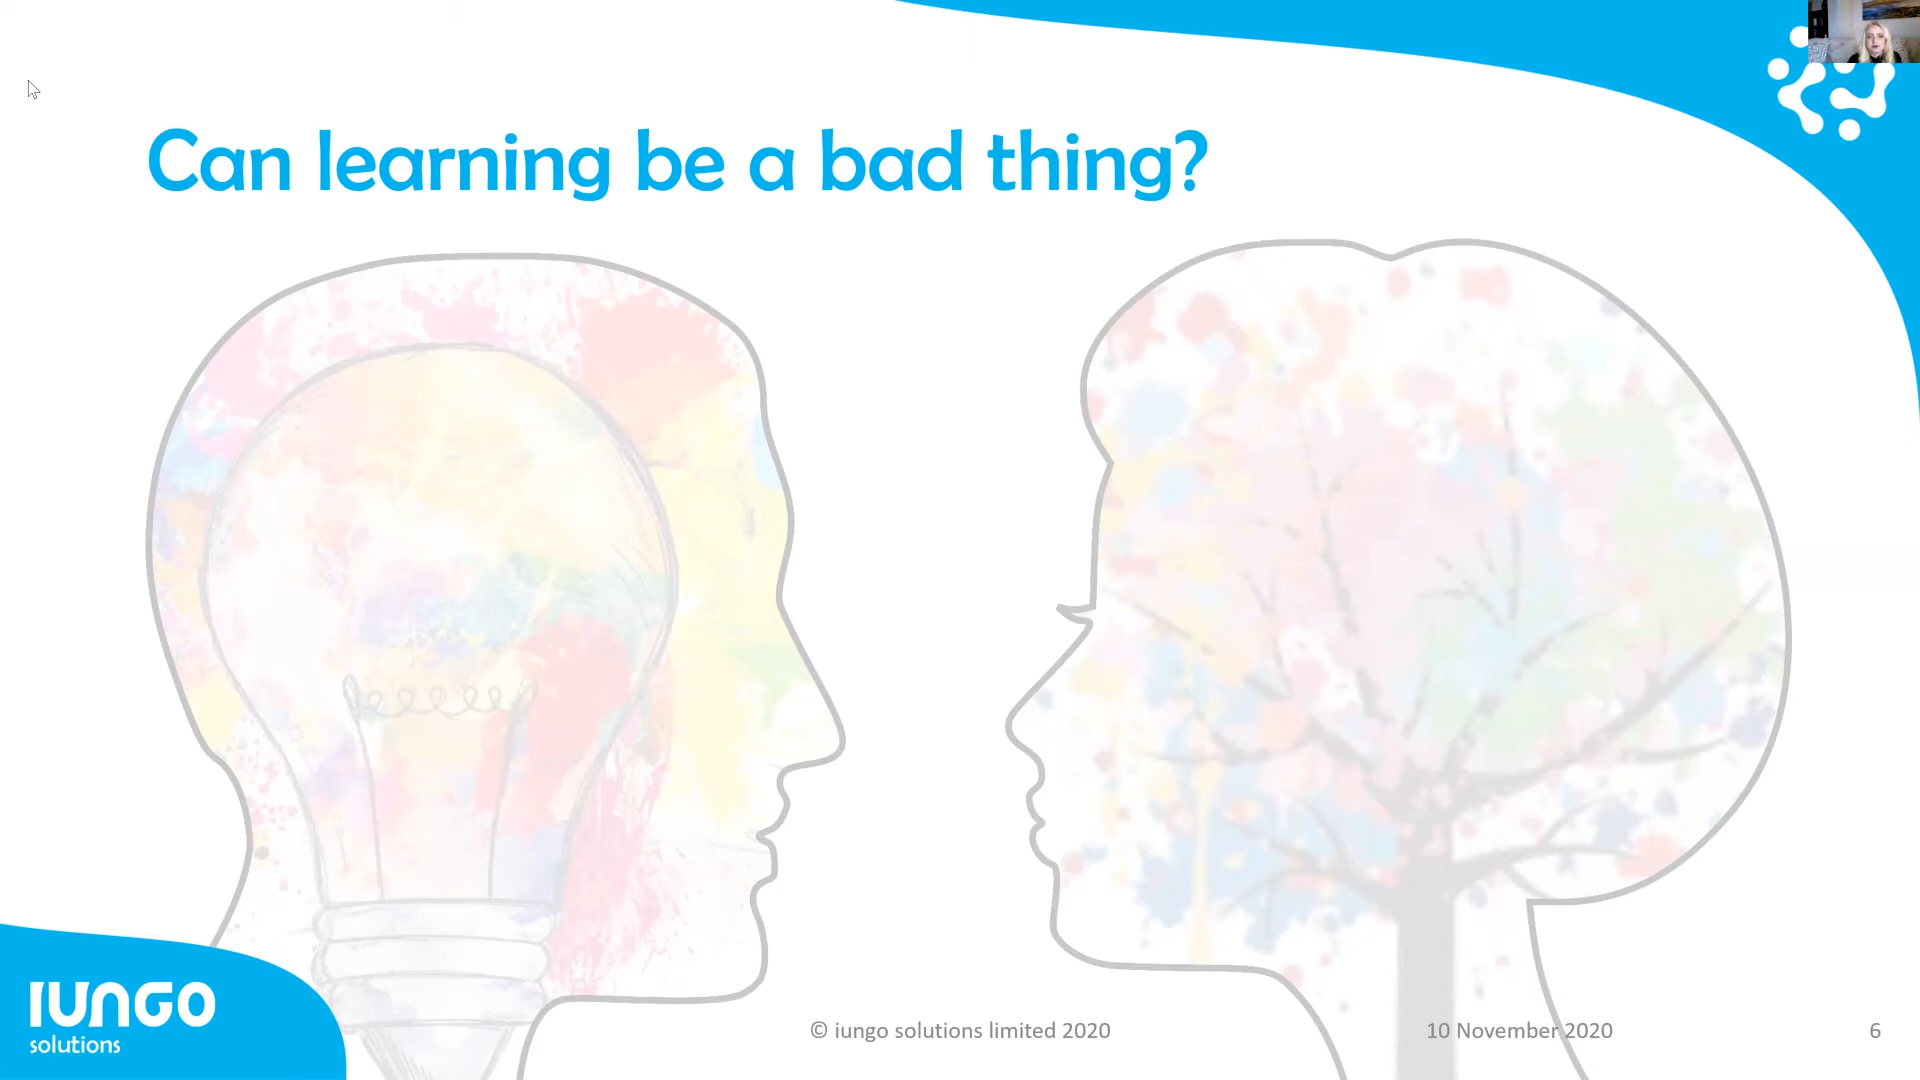 Can learning be a bad thing?
IUNGO
solutions
© iungo solutions limited 2020
10 November 2020
6